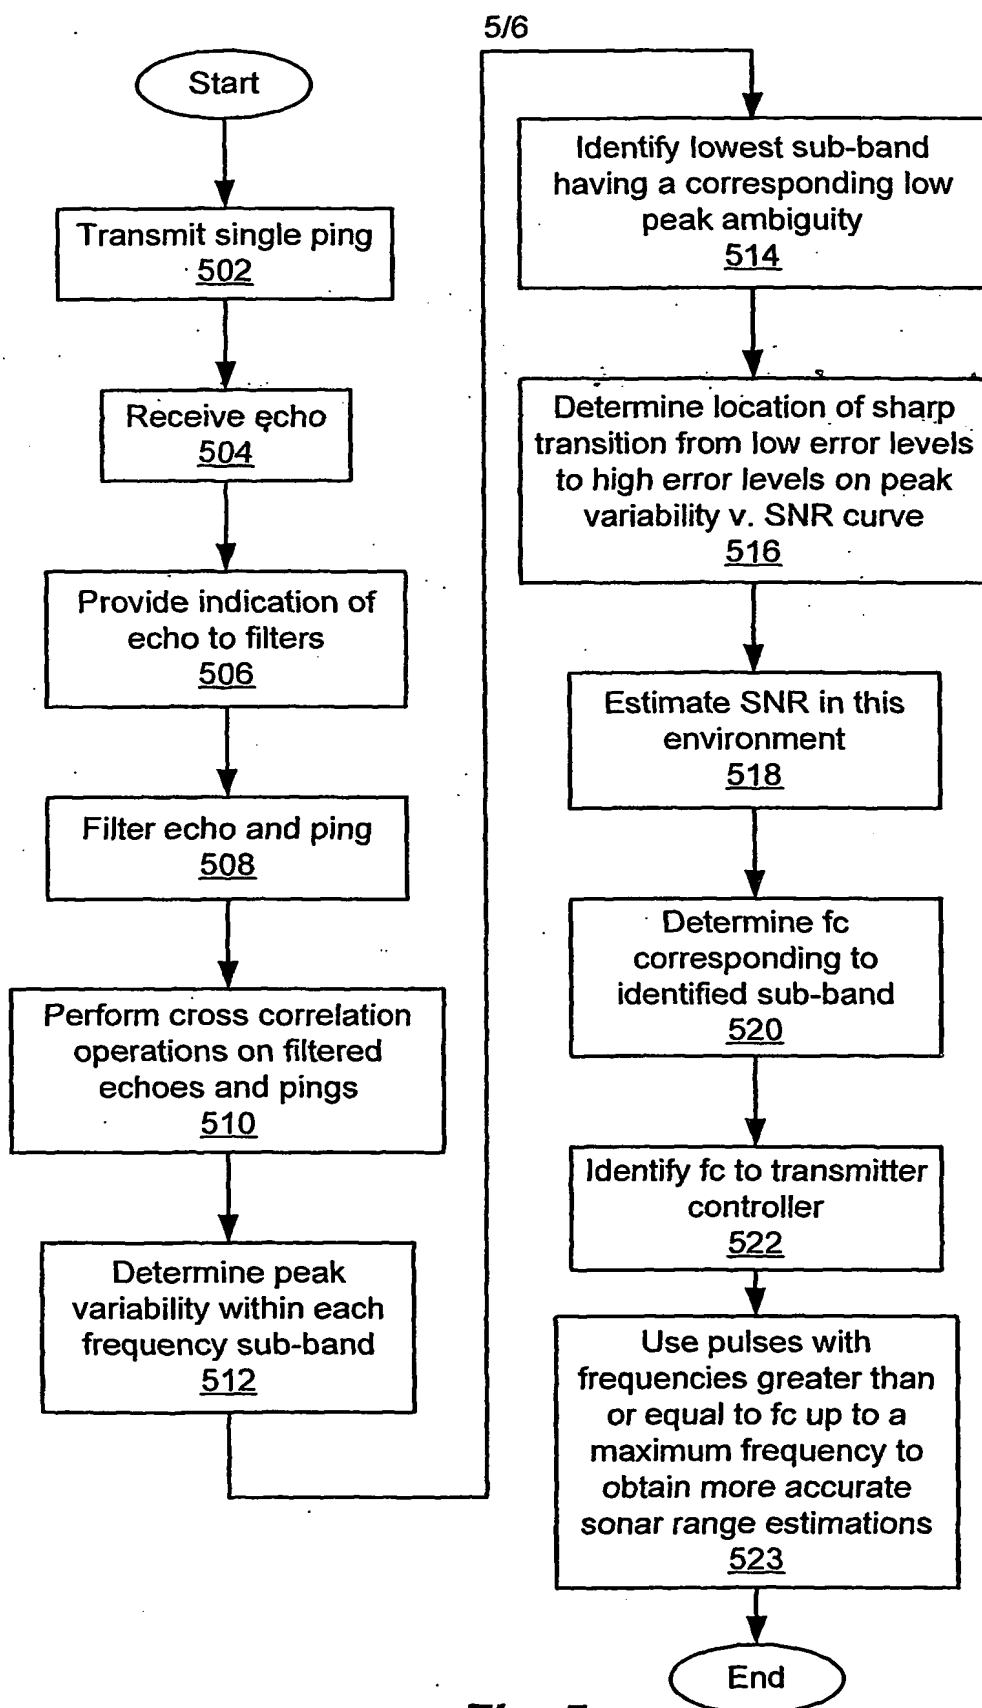 5/6
Start
Transmit single ping
502
Receive echo
504
Provide indication of
echo to filters
506
Filter echo and ping
508
Perform cross correlation
operations on filtered
echoes and pings
510
Determine peak
variability within each
frequency sub-band
512
Identify lowest sub-band
having a corresponding low
peak ambiguity
514
Determine location of sharp
transition from low error levels
to high error levels on peak
variability v. SNR curve
516
Estimate SNR in this
environment
518
Determine fc
corresponding to
identified sub-band
520
Identify fc to transmitter
controller
522
Use pulses with
frequencies greater than
or equal to fc up to a
maximum frequency to
obtain more accurate
sonar range estimations
523
End